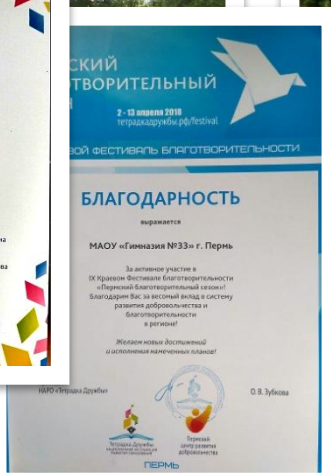 СКИЙ
ОТВОРИТЕЛЬНЫЙ
Н
2 - 13 апреля 2018
тетрадкадружбы.рф/festival
ВОЙ ФЕСТИВАЛЬ БЛАГОТВОРИТЕЛЬНОСТИ
БЛАГОДАРНОСТЬ
выражается
МАОУ «Гимназия №33» г. Пермь
За активное участие в
IX Краевом Фестивале благотворительности
«Пермский благотворительный сезон»!
Благодарим Вас за весомый вклад в систему
развития добровольчества и
благотворительности
в регионе!
Желаем новых достижений
и исполнения намеченных планов!
НАРО «Тетрадка Дружбы»
О. В. Зубкова
Тетрадка Дружбы
Пермский
центр развития
добровольчества
ПЕРМЬ